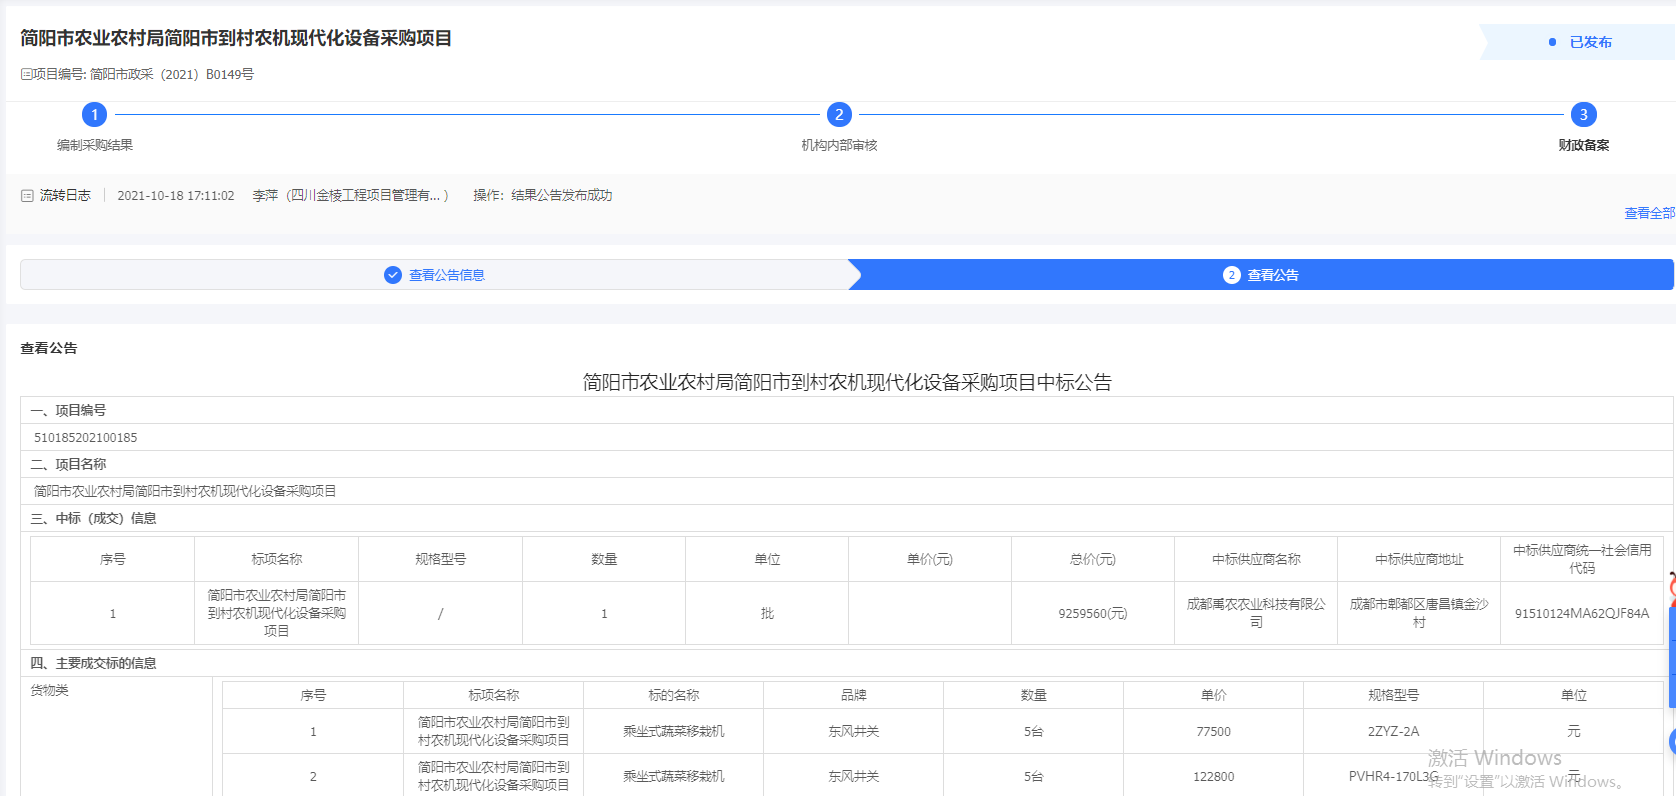 简阳市农业农村局简阳市到村农机现代化设备采购项目
已发布
项目编号: 简阳市政采（2021）B0149号
1 2 3
编制采购结果 机构内部审核 财政备案
流转日志 2021-10-18 17:11:02 李萍（四川金棱工程项目管理有... ） 操作：结果公告发布成功
查看全部
查看公告信息 2 查看公告
查看公告
简阳市农业农村局简阳市到村农机现代化设备采购项目中标公告
一、项目编号
510185202100185
二、项目名称
简阳市农业农村局简阳市到村农机现代化设备采购项目
三、中标（成交）信息
序号 标项名称 规格型号 数量 单位 单价(元) 总价(元) 中标供应商名称 中标供应商地址 中标供应商统一社会信用
代码
1 简阳市农业农村局简阳市
到村农机现代化设备采购
项目 / 1 批 9259560(元) 成都禹农农业科技有限公
司 成都市郫都区唐昌镇金沙
村 91510124MA62QJF84A
四、主要成交标的信息
货物类
序号 标项名称 标的名称 品牌 数量 单价 规格型号 单位
1 简阳市农业农村局简阳市到
村农机现代化设备采购项目 乘坐式蔬菜移栽机 东风井关 5台 77500 2ZYZ-2A 元
2 简阳市农业农村局简阳市到
村农机现代化设备采购项目 乘坐式蔬菜移栽机 东风井关 5台 122800 PVHR4-170L3G 元
激活 Windows
转到"设置"以激活 Windows。